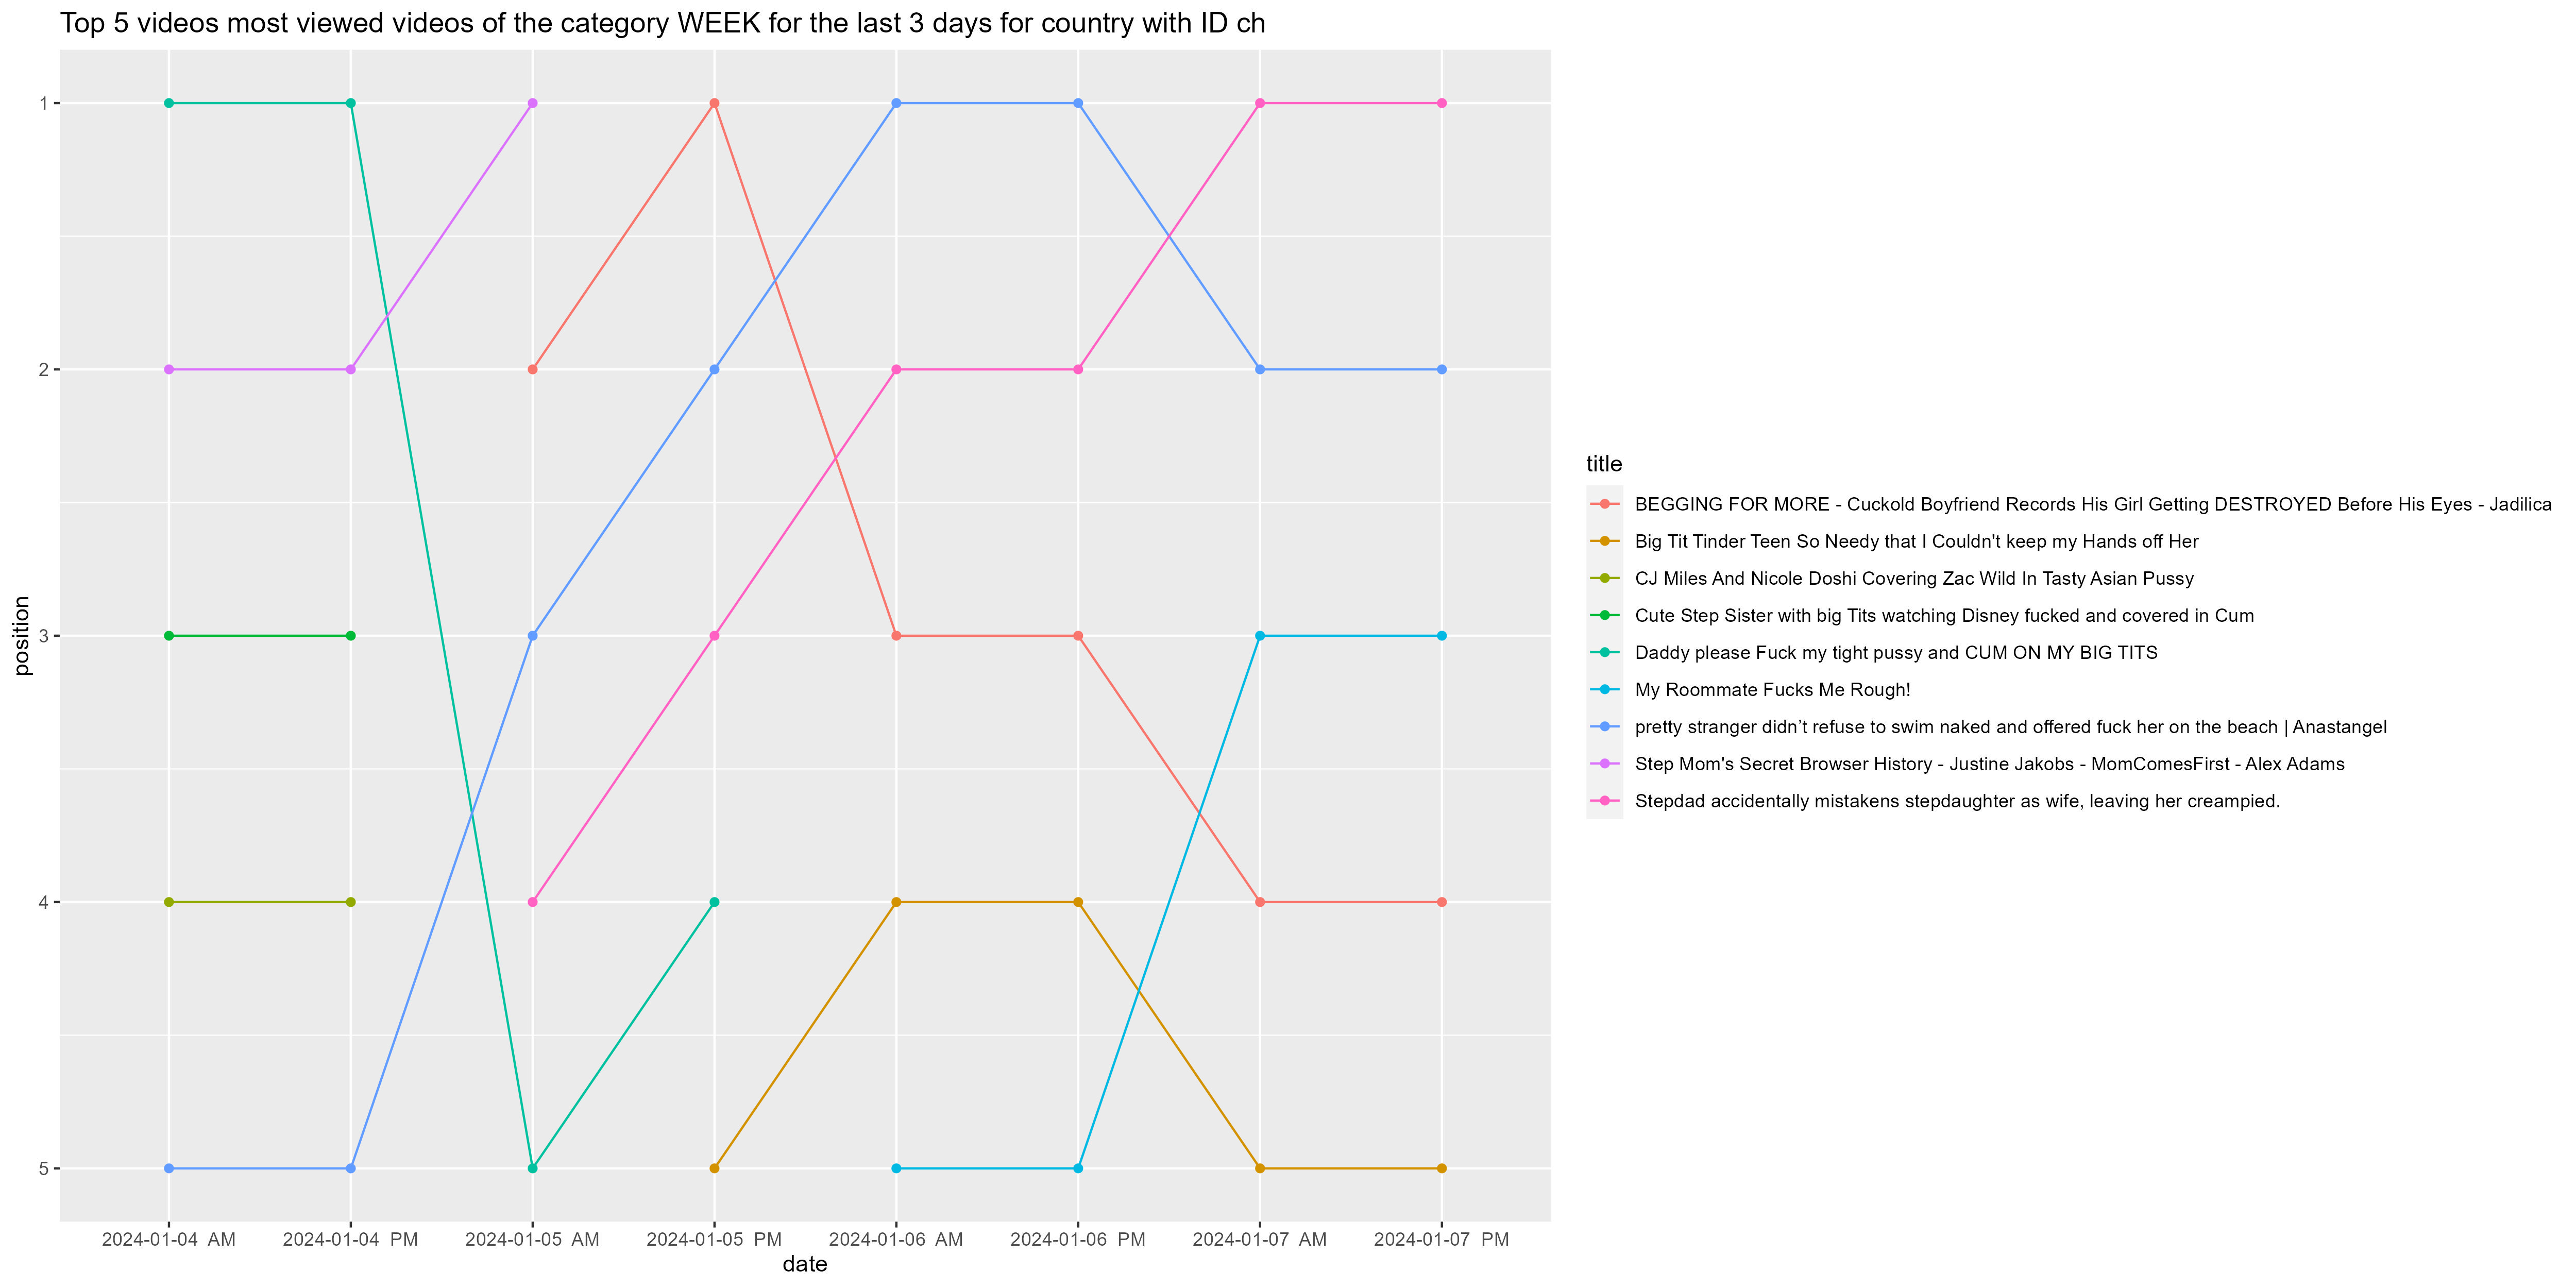 Top 5 videos most viewed videos of the category WEEK for the last 3 days for country with ID ch
position
1
2
3
4
5
2024-01-04 AM
2024-01-04 PM
2024-01-05 AM
2024-01-05 PM
2024-01-06 AM
2024-01-06 PM
2024-01-07 AM
2024-01-07 PM
date
title
BEGGING FOR MORE - Cuckold Boyfriend Records His Girl Getting DESTROYED Before His Eyes - Jadilica
Big Tit Tinder Teen So Needy that I Couldn't keep my Hands off Her
CJ Miles And Nicole Doshi Covering Zac Wild In Tasty Asian Pussy
Cute Step Sister with big Tits watching Disney fucked and covered in Cum
Daddy please Fuck my tight pussy and CUM ON MY BIG TITS
My Roommate Fucks Me Rough!
pretty stranger didn’t refuse to swim naked and offered fuck her on the beach | Anastangel
Step Mom's Secret Browser History - Justine Jakobs - MomComesFirst - Alex Adams
Stepdad accidentally mistakens stepdaughter as wife, leaving her creampied.